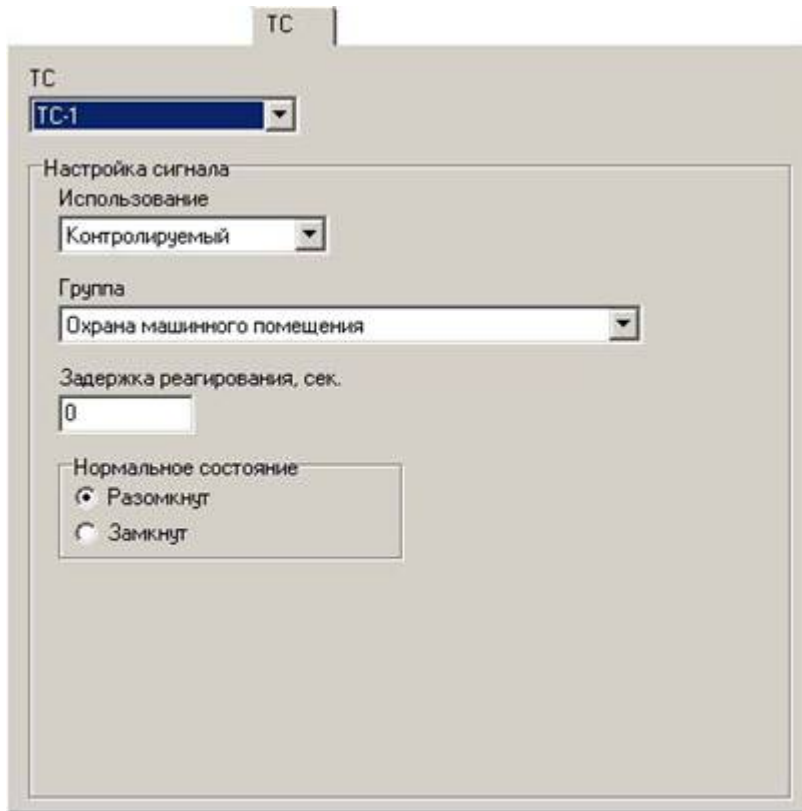 ТС
ТС
ТС-1
Настройка сигнала
Использование
Контролируемый
Группа
Охрана машинного помещения
Задержка реагирования, сек.
0
Нормальное состояние
Разомкнут
Замкнут